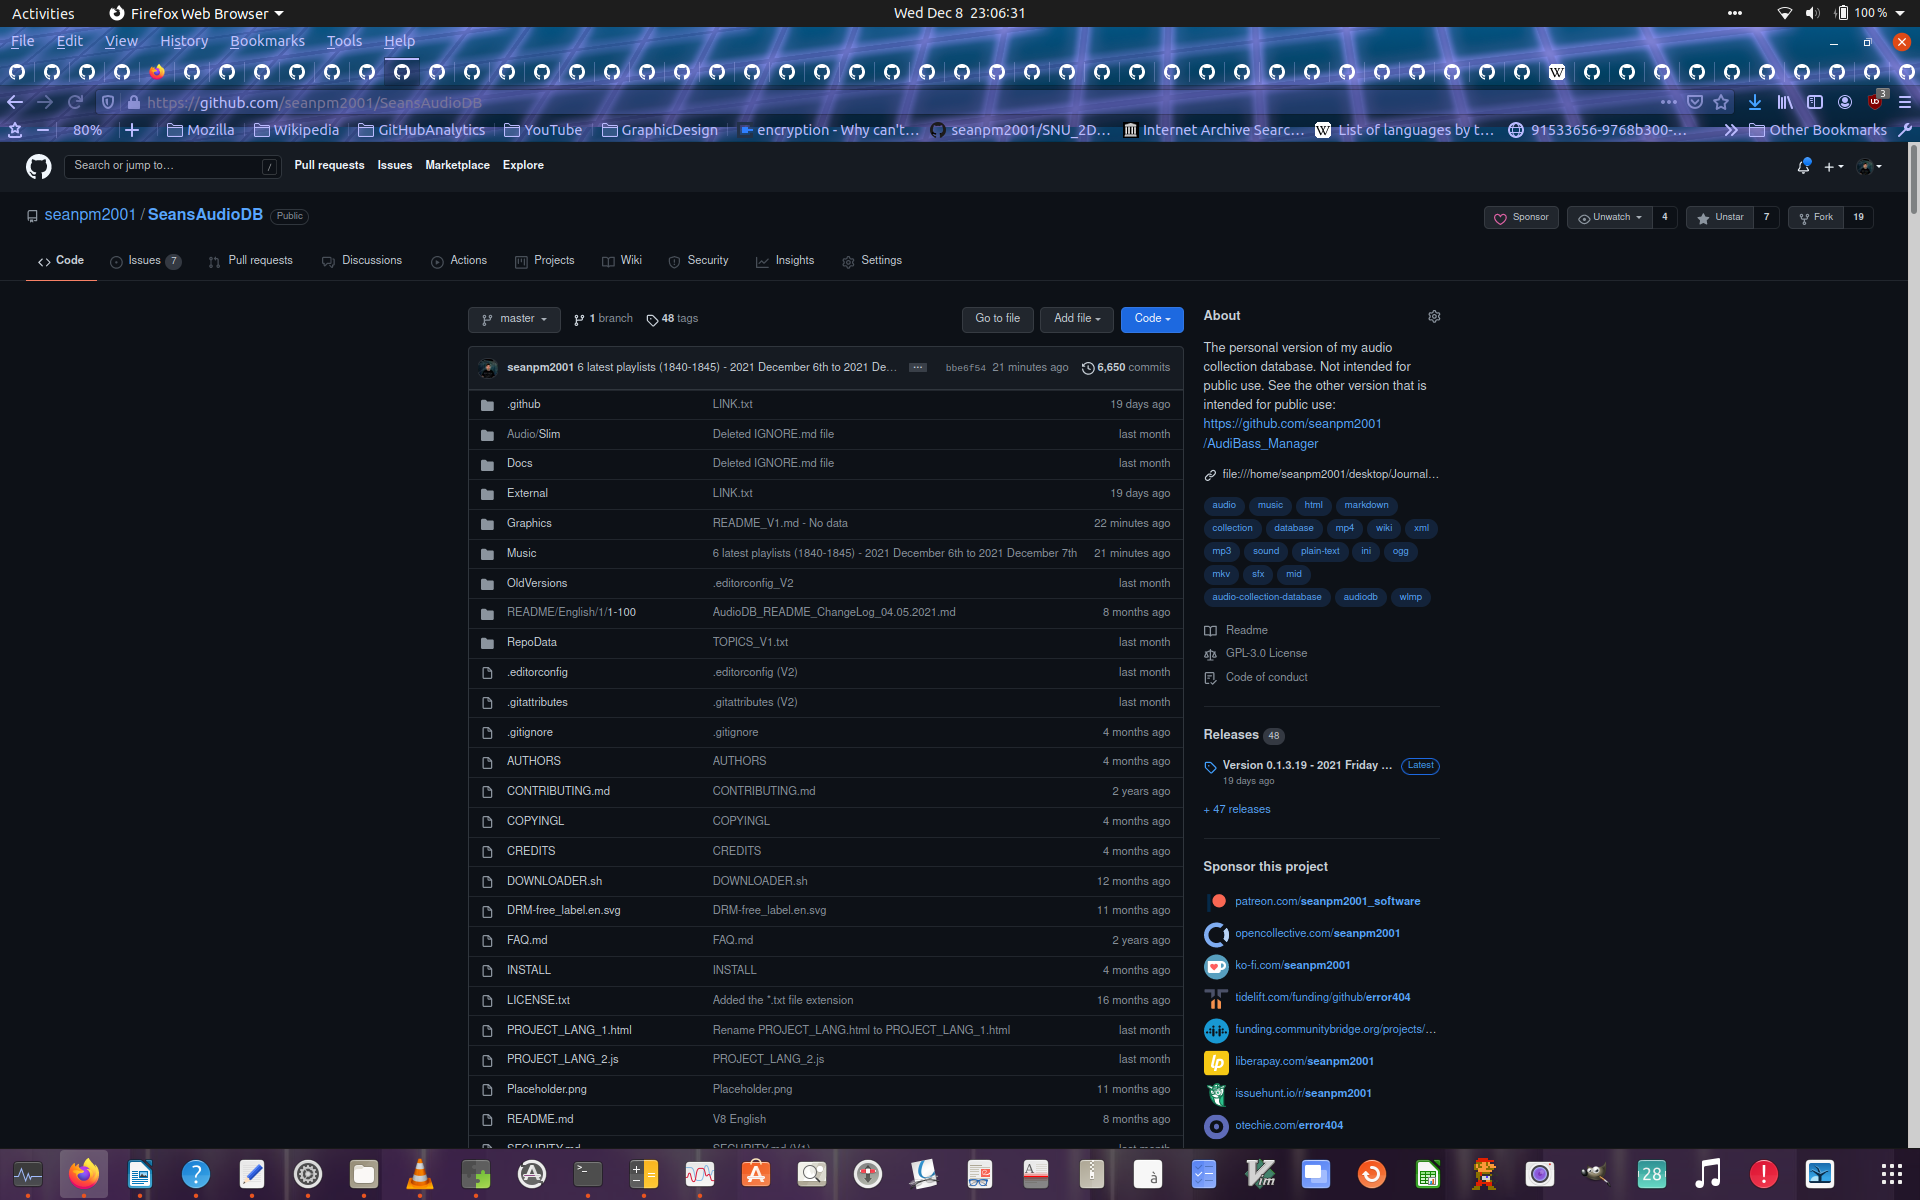 Activities Firefox Web Browser Wed Dec 8 23:06:31 100 %
File Edit View History Bookmarks Tools Help
https://github.com/seanpm2001/SeansAudioDB 3
80% Mozilla Wikipedia GitHubAnalytics YouTube GraphicDesign encryption - Why can't… seanpm2001/SNU_2D… Internet Archive Searc… List of languages by t… 91533656-9768b300-… Other Bookmarks
Search or jump to… / Pull requests Issues Marketplace Explore
seanpm2001 / SeansAudioDB Public Sponsor Unwatch 4 Unstar 7 Fork 19
Code Issues 7 Pull requests Discussions Actions Projects Wiki Security Insights Settings
master 1 branch 48 tags Go to file Add file Code
seanpm2001 6 latest playlists (1840-1845) - 2021 December 6th to 2021 De… … bbe6f54 21 minutes ago 6,650 commits
.github LINK.txt 19 days ago
Audio/Slim Deleted IGNORE.md file last month
Docs Deleted IGNORE.md file last month
External LINK.txt 19 days ago
Graphics README_V1.md - No data 22 minutes ago
Music 6 latest playlists (1840-1845) - 2021 December 6th to 2021 December 7th 21 minutes ago
OldVersions .editorconfig_V2 last month
README/English/1/1-100 AudioDB_README_ChangeLog_04.05.2021.md 8 months ago
RepoData TOPICS_V1.txt last month
.editorconfig .editorconfig (V2) last month
.gitattributes .gitattributes (V2) last month
.gitignore .gitignore 4 months ago
AUTHORS AUTHORS 4 months ago
CONTRIBUTING.md CONTRIBUTING.md 2 years ago
COPYINGL COPYINGL 4 months ago
CREDITS CREDITS 4 months ago
DOWNLOADER.sh DOWNLOADER.sh 12 months ago
DRM-free_label.en.svg DRM-free_label.en.svg 11 months ago
FAQ.md FAQ.md 2 years ago
INSTALL INSTALL 4 months ago
LICENSE.txt Added the *.txt file extension 16 months ago
PROJECT_LANG_1.html Rename PROJECT_LANG.html to PROJECT_LANG_1.html last month
PROJECT_LANG_2.js PROJECT_LANG_2.js last month
Placeholder.png Placeholder.png 11 months ago
README.md V8 English 8 months ago
SECURITY.md SECURITY.md (V1) last month
About
The personal version of my audio
collection database. Not intended for
public use. See the other version that is
intended for public use:
https://github.com/seanpm2001
/AudiBass_Manager
file:///home/seanpm2001/desktop/Journal…
audio music html markdown
collection database mp4 wiki xml
mp3 sound plain-text ini ogg
mkv sfx mid
audio-collection-database audiodb wlmp
Readme
GPL-3.0 License
Code of conduct
Releases 48
Version 0.1.3.19 - 2021 Friday … Latest
19 days ago
+ 47 releases
Sponsor this project
patreon.com/seanpm2001_software
opencollective.com/seanpm2001
ko-fi.com/seanpm2001
tidelift.com/funding/github/error404
funding.communitybridge.org/projects/…
liberapay.com/seanpm2001
issuehunt.io/r/seanpm2001
otechie.com/error404
28